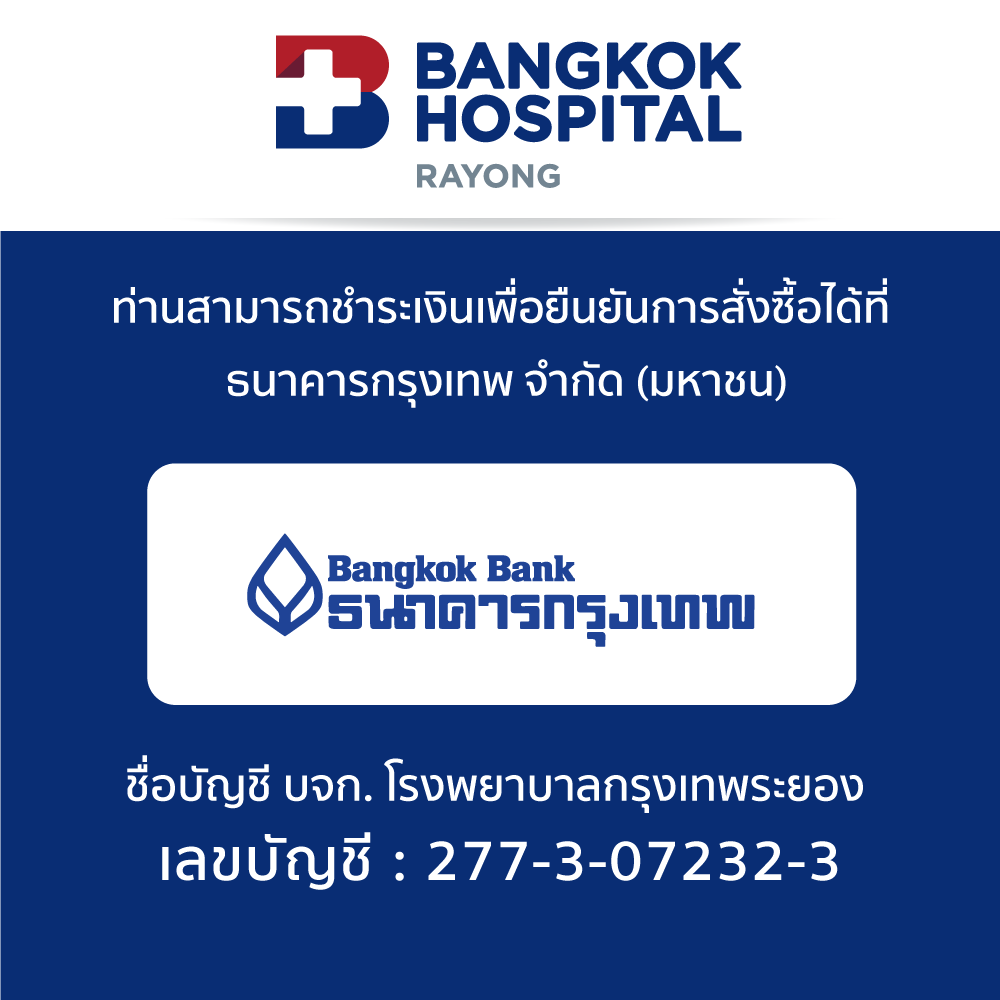 BANGKOK
HOSPITAL
RAYONG
ท่านสามารถชำระเงินเพื่อยืนยันการสั่งซื้อได้ที่
ธนาคารกรุงเทพ จำกัด (มหาชน)
Bangkok Bank
ธนาคารกรุงเทพ
ชื่อบัญชี บจก. โรงพยาบาลกรุงเทพระยอง
เลขบัญชี : 277-3-07232-3